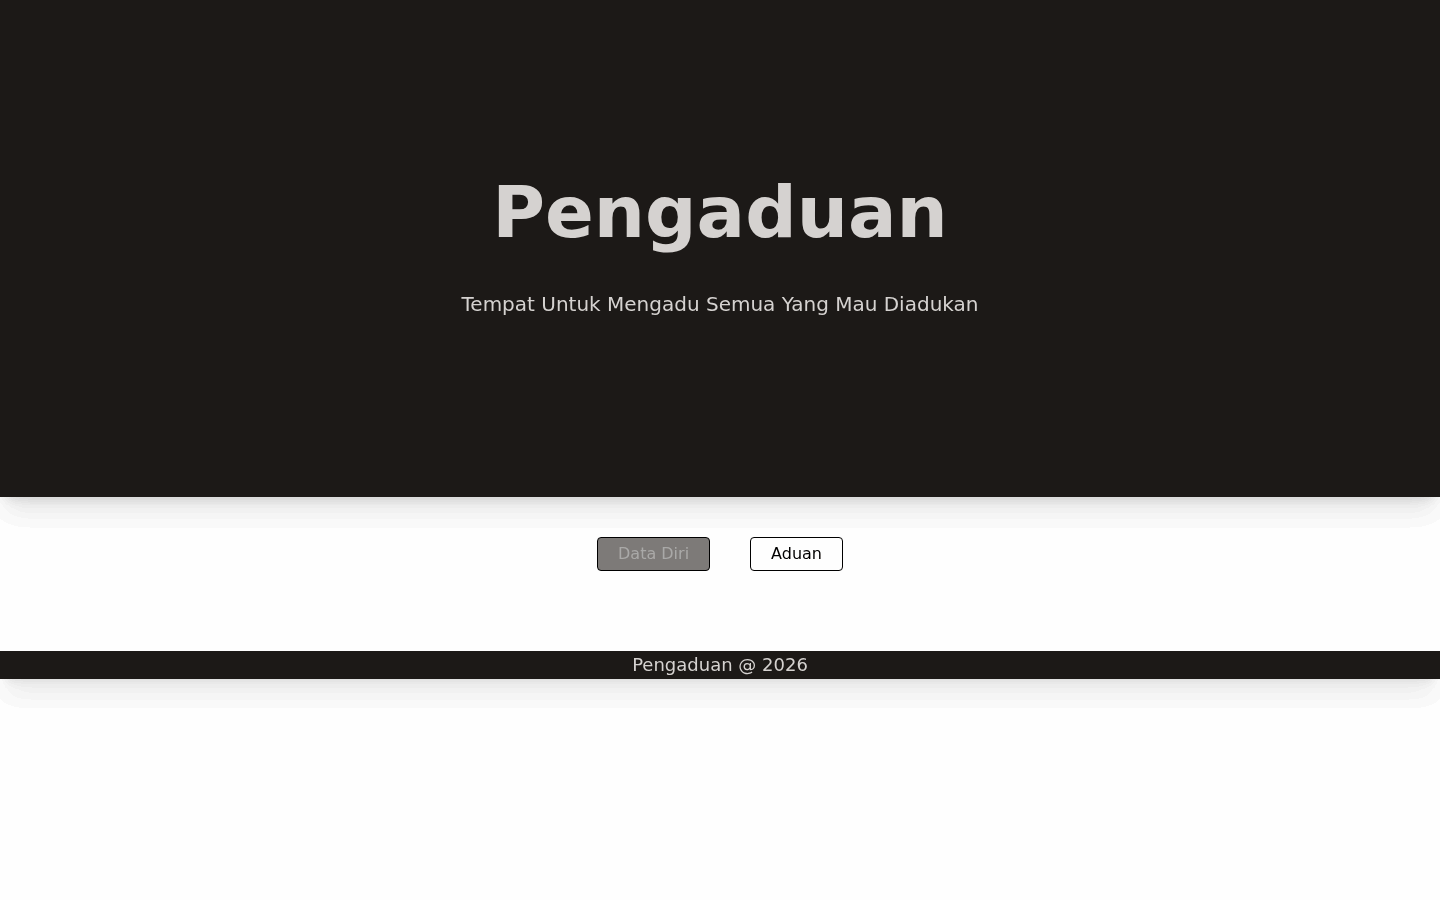 Pengaduan
Tempat Untuk Mengadu Semua Yang Mau Diadukan
Data Diri
Aduan
Pengaduan @ 2026